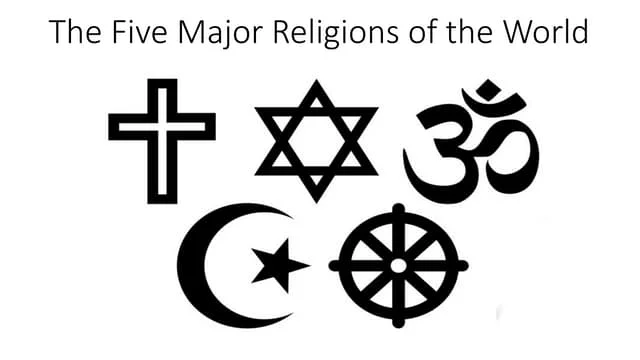 The Five Major Religions of the World
ॐ